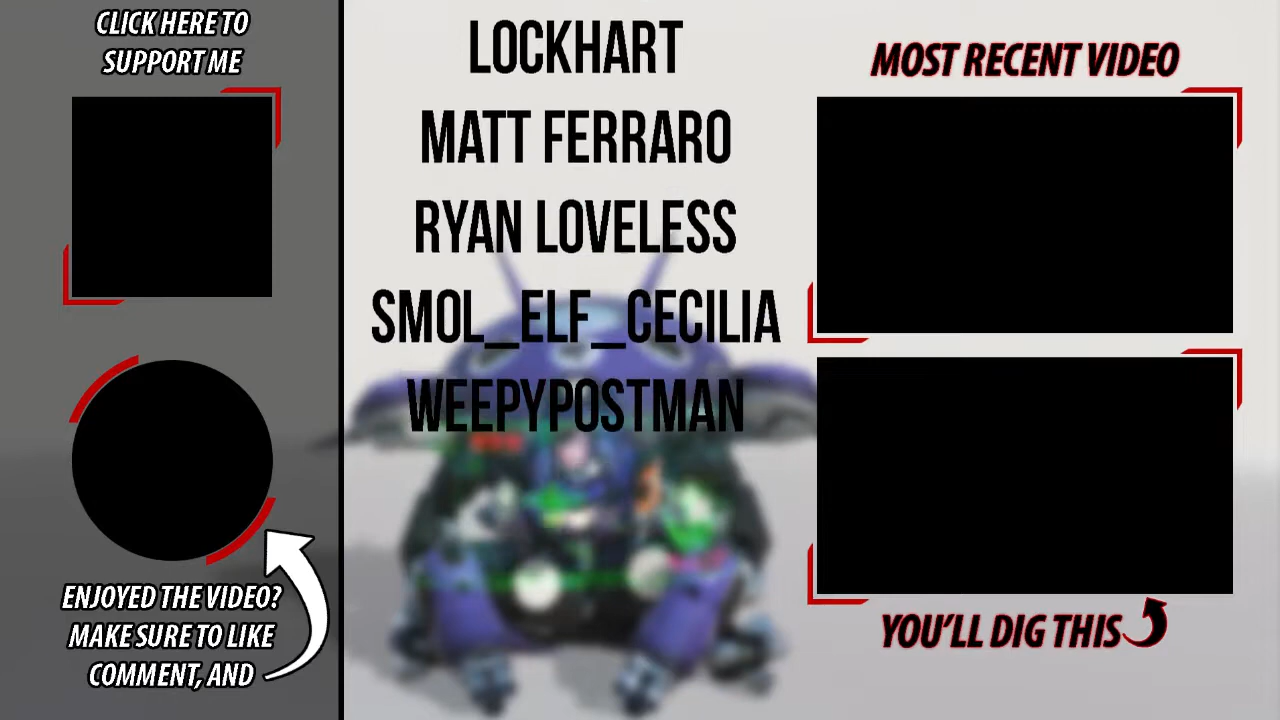 CLICK HERE TO
SUPPORT ME
ENJOYED THE VIDEO?
MAKE SURE TO LIKE
COMMENT, AND
LOCKHART
MATT FERRARO
RYAN LOVELESS
SMOL_ELF_CECILIA
WEEPYPOSTMAN
MOST RECENT VIDEO
YOU'LL DIG THIS